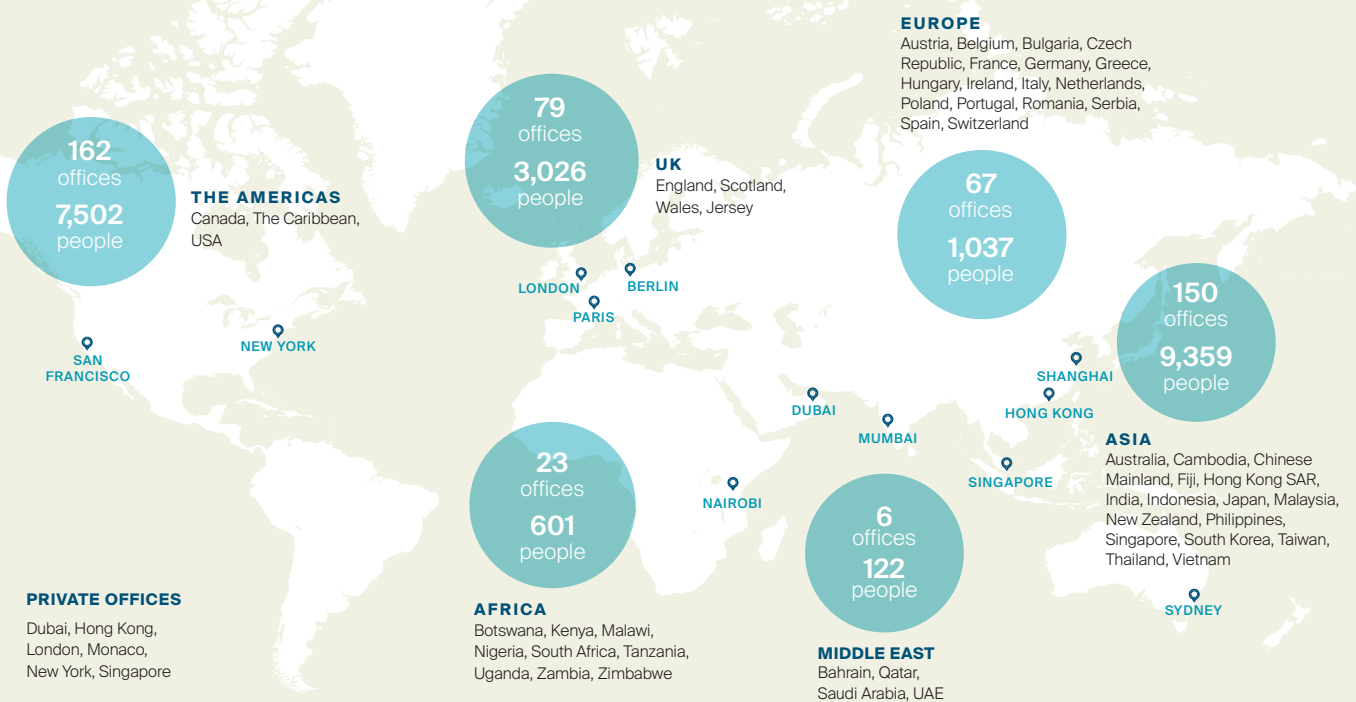 162
offices
7,502
people
THE AMERICAS
Canada, The Caribbean,
USA
79
offices
3,026
people
UK
England, Scotland,
Wales, Jersey
EUROPE
Austria, Belgium, Bulgaria, Czech
Republic, France, Germany, Greece,
Hungary, Ireland, Italy, Netherlands,
Poland, Portugal, Romania, Serbia,
Spain, Switzerland
67
offices
1,037
people
150
offices
9,359
people
ASIA
Australia, Cambodia, Chinese
Mainland, Fiji, Hong Kong SAR,
India, Indonesia, Japan, Malaysia,
New Zealand, Philippines,
Singapore, South Korea, Taiwan,
Thailand, Vietnam
SAN
FRANCISCO
NEW YORK
LONDON
BERLIN
PARIS
DUBAI
MUMBAI
SHANGHAI
HONG KONG
SINGAPORE
NAIROBI
SYDNEY
23
offices
601
people
AFRICA
Botswana, Kenya, Malawi,
Nigeria, South Africa, Tanzania,
Uganda, Zambia, Zimbabwe
6
offices
122
people
MIDDLE EAST
Bahrain, Qatar,
Saudi Arabia, UAE
PRIVATE OFFICES
Dubai, Hong Kong,
London, Monaco,
New York, Singapore